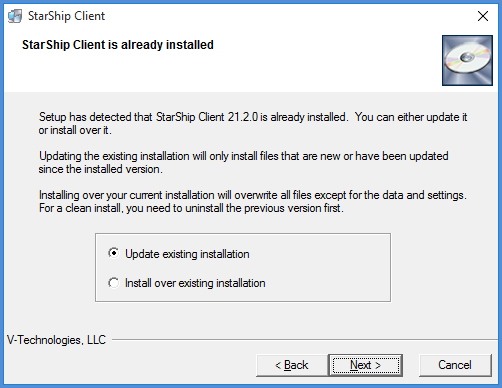 StarShip Client
StarShip Client is already installed
Setup has detected that StarShip Client 21.2.0 is already installed. You can either update it
or install over it.
Updating the existing installation will only install files that are new or have been updated
since the installed version.
Installing over your current installation will overwrite all files except for the data and settings.
For a clean install, you need to uninstall the previous version first.
Update existing installation
Install over existing installation
V-Technologies, LLC
< Back
Next >
Cancel